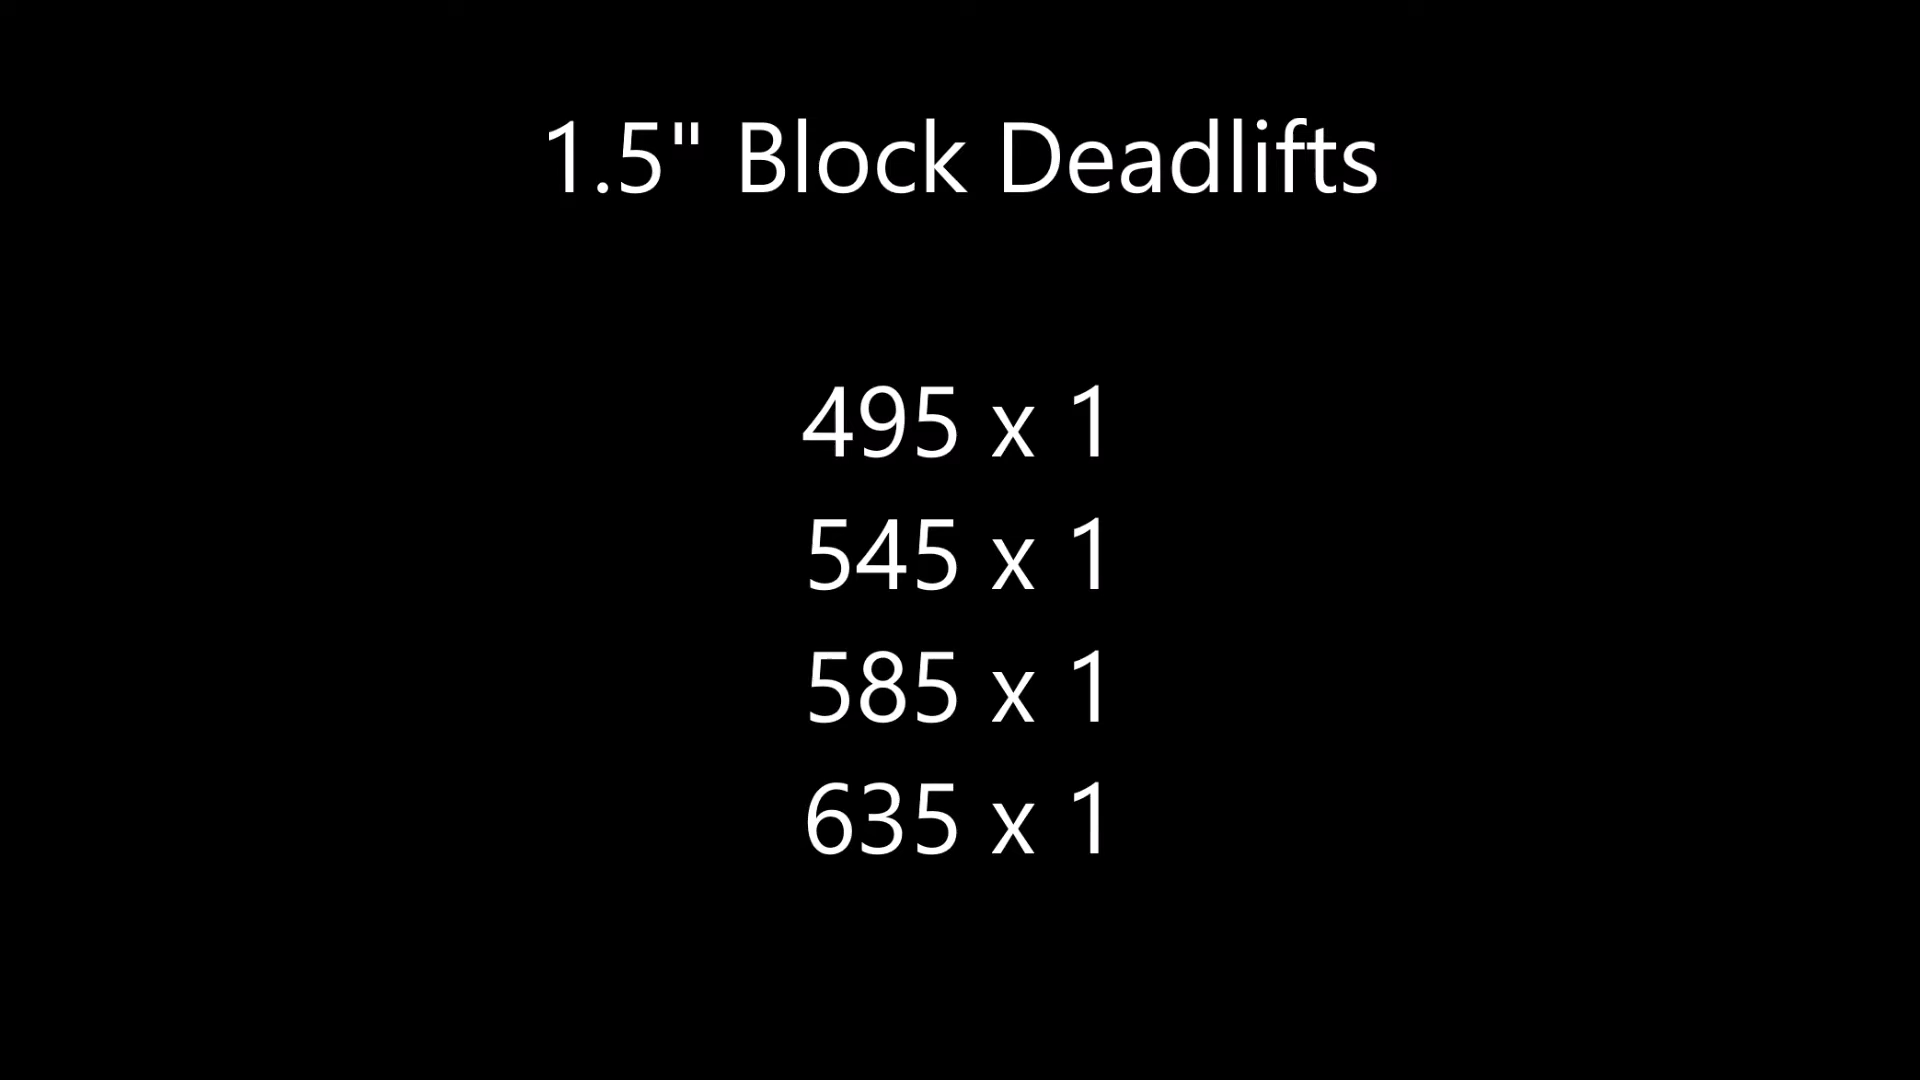 1.5" Block Deadlifts
495 x 1
545 x 1
585 x 1
635 x 1